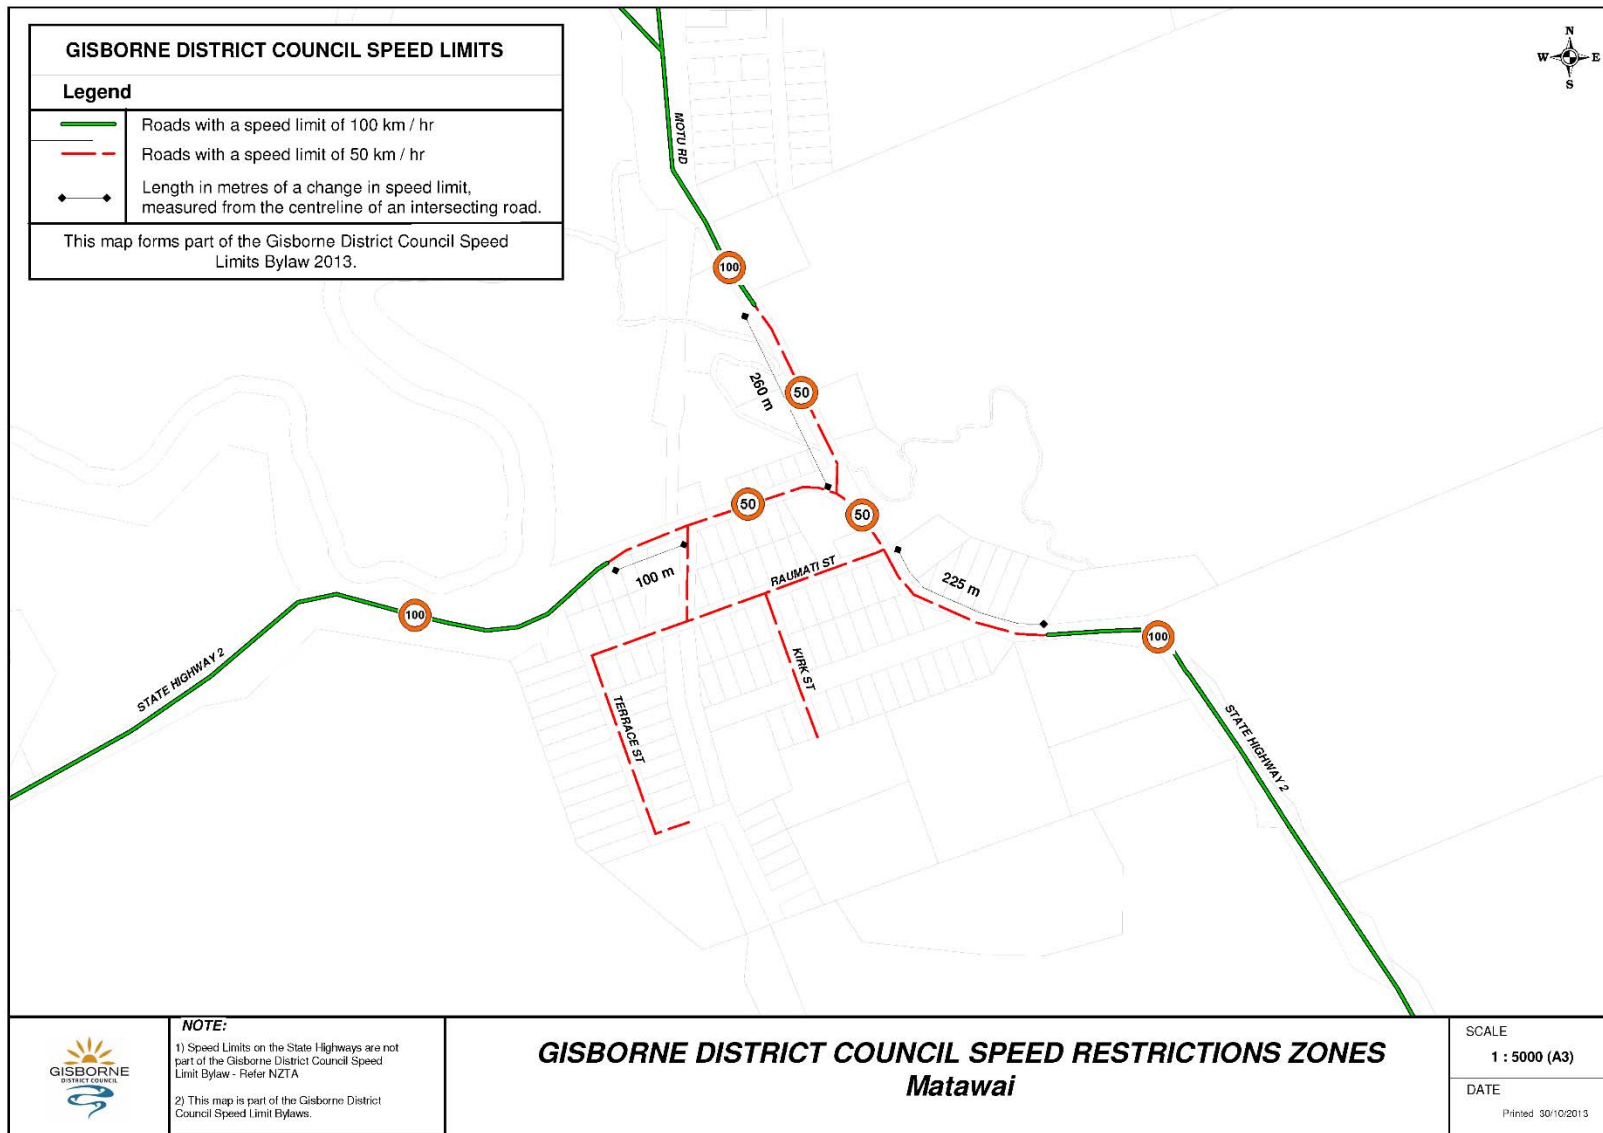 GISBORNE DISTRICT COUNCIL SPEED LIMITS
Legend
Roads with a speed limit of 100 km / hr
Roads with a speed limit of 50 km / hr
Length in metres of a change in speed limit,
measured from the centreline of an intersecting road.
This map forms part of the Gisborne District Council Speed
Limits Bylaw 2013.
N
W E
S
MOTU RD
100
260 m
50
50
50
100 m
RAUMATI ST
225 m
100
100
STATE HIGHWAY 2
KIRK ST
TERRACE ST
STATE HIGHWAY 2
GISBORNE
DISTRICT COUNCIL
NOTE:
1) Speed Limits on the State Highways are not
part of the Gisborne District Council Speed
Limit Bylaw - Refer NZTA
2) This map is part of the Gisborne District
Council Speed Limit Bylaws.
GISBORNE DISTRICT COUNCIL SPEED RESTRICTIONS ZONES
Matawai
SCALE
1 : 5000 (A3)
DATE
Printed 30/10/2013